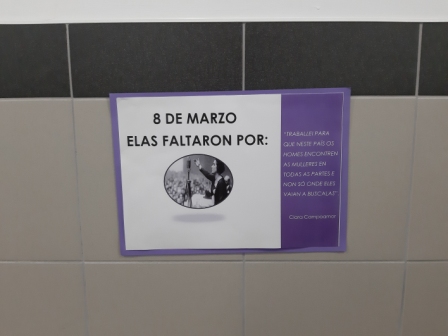 8 DE MARZO
ELAS FALTARON POR:
"TRABALLEI PARA
QUE NESTE PAÍS OS
HOMES ENCONTREN
ÁS MULLERES EN
TODAS AS PARTES E
NON SÓ ONDE ELES
VAIAN A BUSCALAS"
Clara Campoamor